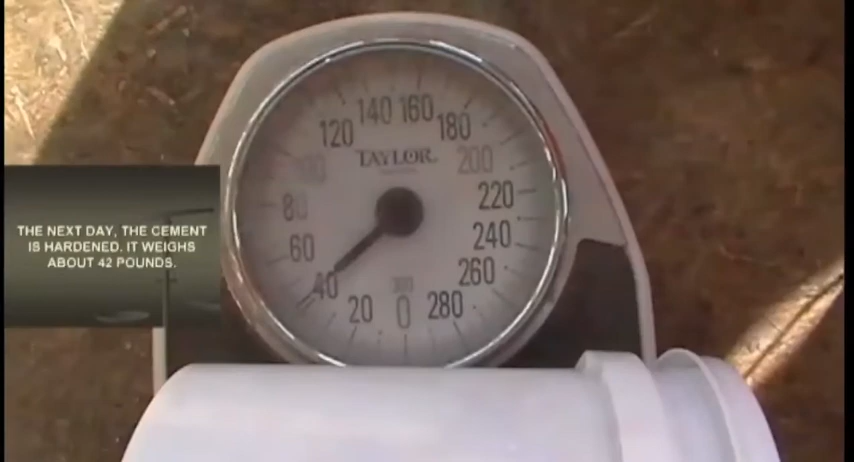 THE NEXT DAY, THE CEMENT
IS HARDENED. IT WEIGHS
ABOUT 42 POUNDS.
140 160
120 180
TAYLOR
200
80 220
60 240
40 260
300
20 0 280